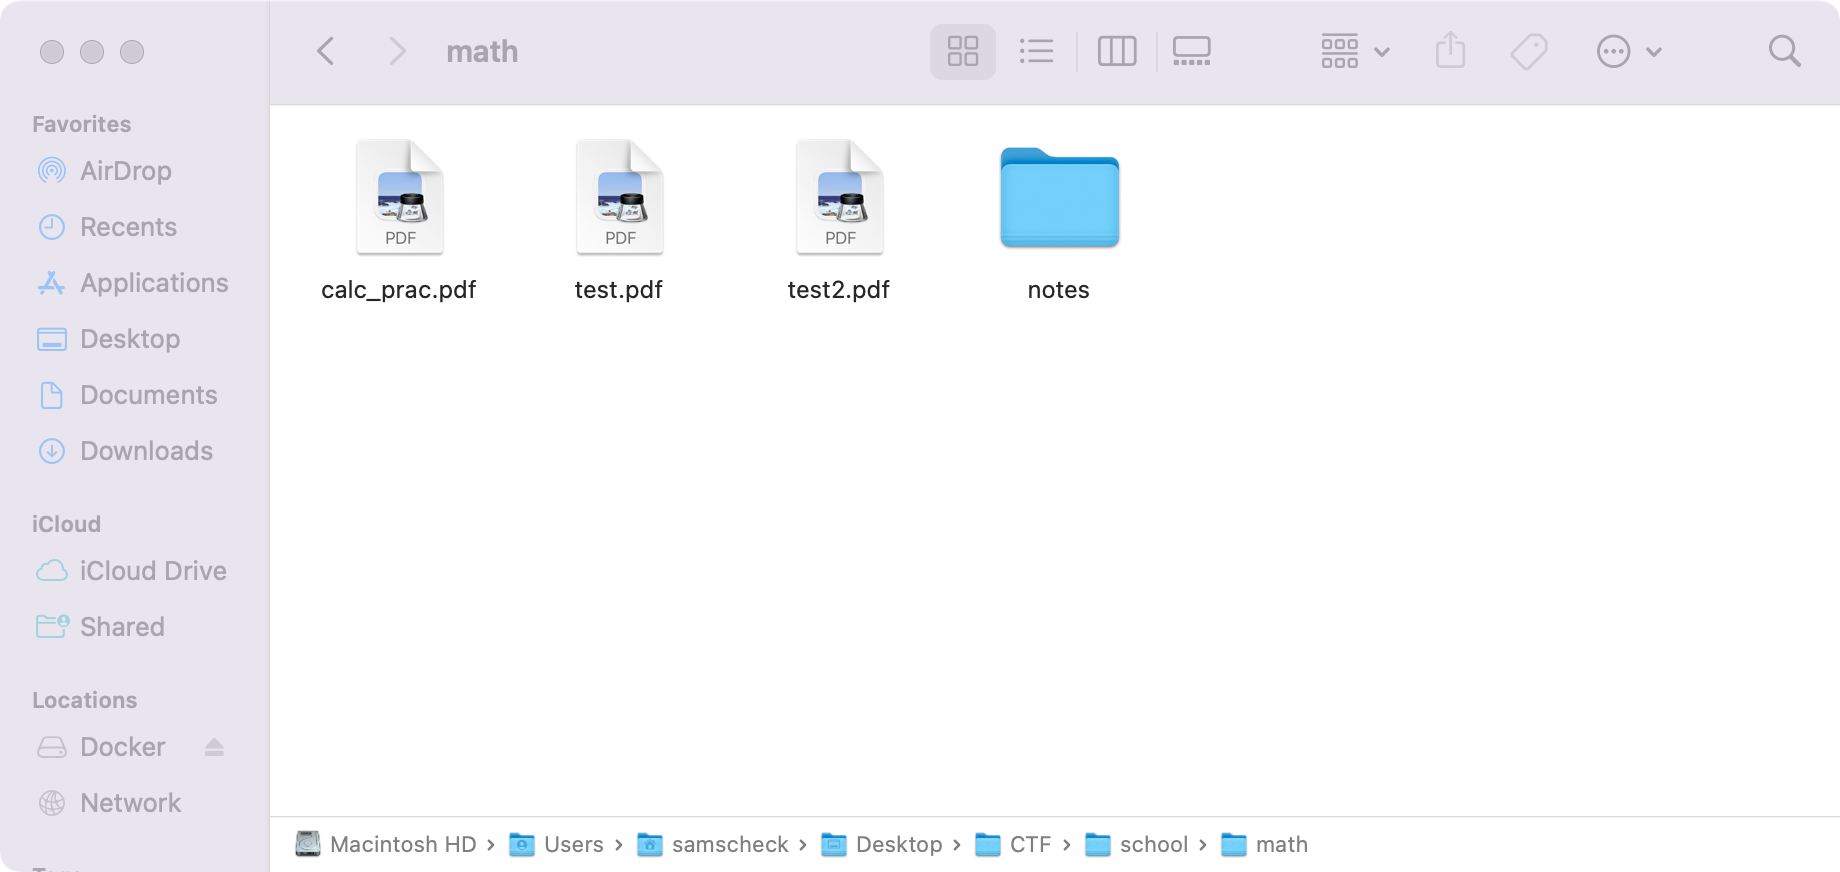 math
Favorites
AirDrop
Recents
Applications
Desktop
Documents
Downloads
iCloud
iCloud Drive
Shared
Locations
Docker
Network
PDF PDF PDF
calc_prac.pdf test.pdf test2.pdf notes
Macintosh HD › Users › samscheck › Desktop › CTF › school › math